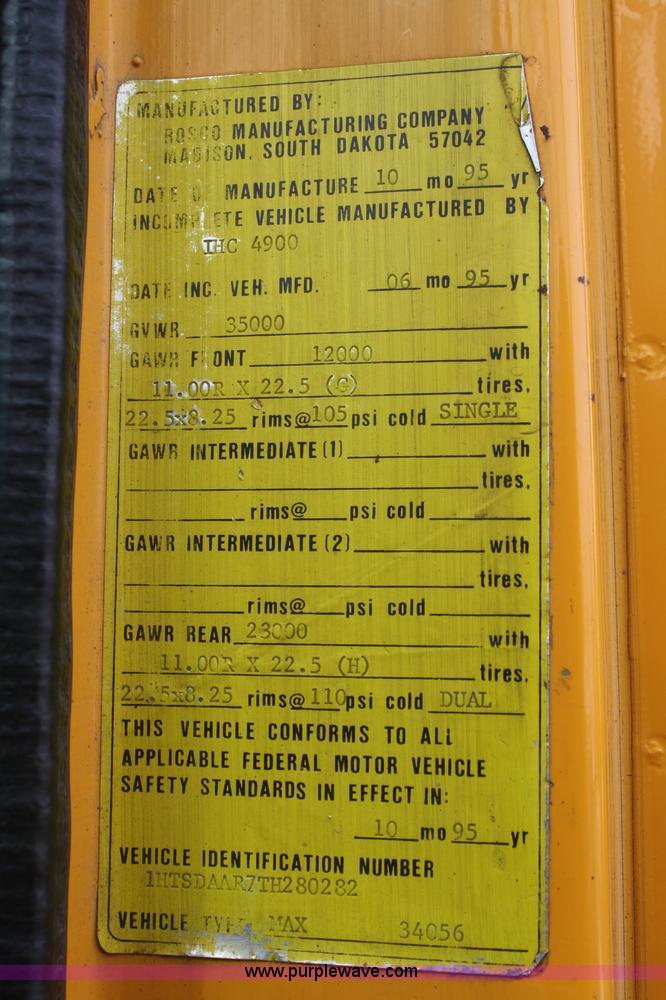 MANUFACTURED BY:
ROSCO MANUFACTURING COMPANY
MADISON, SOUTH DAKOTA 57042
DATE OF MANUFACTURE 10 mo 95 yr
INCOMPLETE VEHICLE MANUFACTURED BY
IHC 4900
DATE INC. VEH. MFD. 06 mo 95 yr
GVWR 35000
GAWR FRONT 12000 with
11.00R X 22.5 (G) tires,
22.5x8.25 rims@ 105 psi cold SINGLE
GAWR INTERMEDIATE (1) with
tires,
rims@ psi cold
GAWR INTERMEDIATE (2) with
tires,
rims@ psi cold
GAWR REAR 23000 with
11.00R X 22.5 (H) tires,
22.5x8.25 rims@ 110 psi cold DUAL
THIS VEHICLE CONFORMS TO ALL
APPLICABLE FEDERAL MOTOR VEHICLE
SAFETY STANDARDS IN EFFECT IN:
10 mo 95 yr
VEHICLE IDENTIFICATION NUMBER
1HTSDAAR7TH280282
VEHICLE TYPE MAX 34056
www.purplewave.com